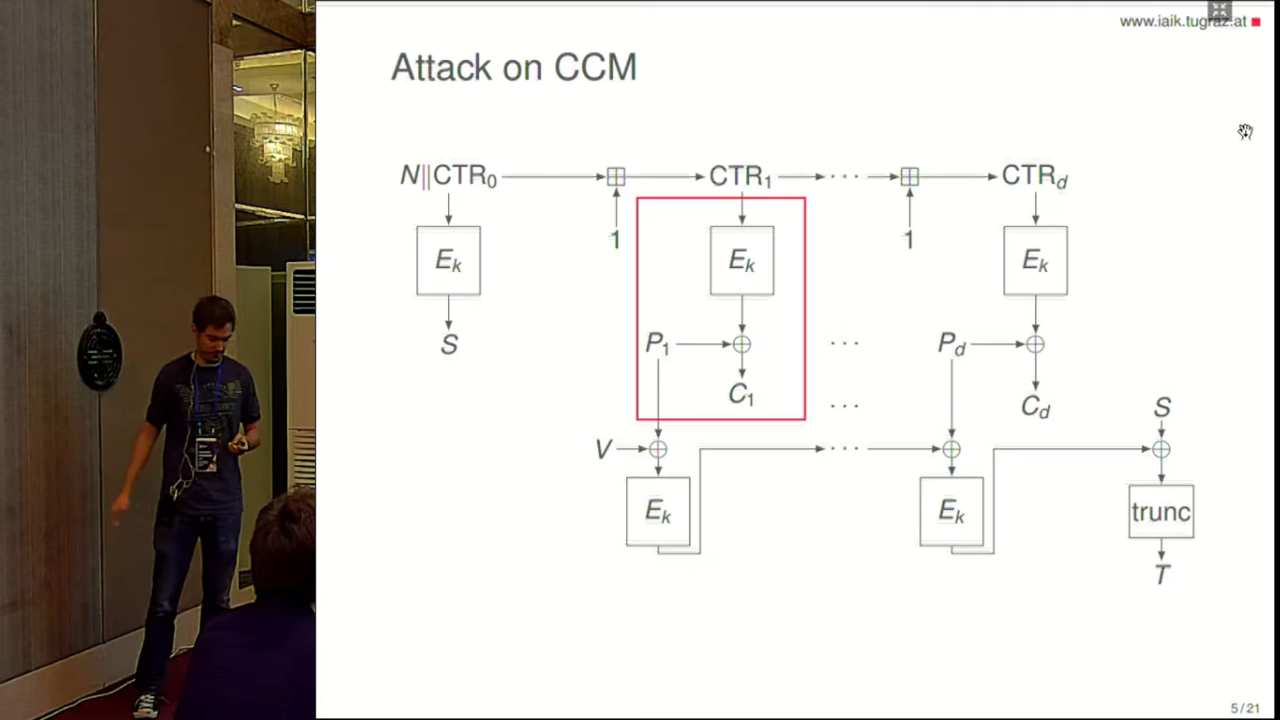 www.iaik.tugraz.at
Attack on CCM
N||CTR₀ CTR₁ ··· CTR_d
1 1
E_k E_k E_k
S P₁ ··· P_d
C₁ ··· C_d S
V ···
E_k E_k trunc
T
5 / 21